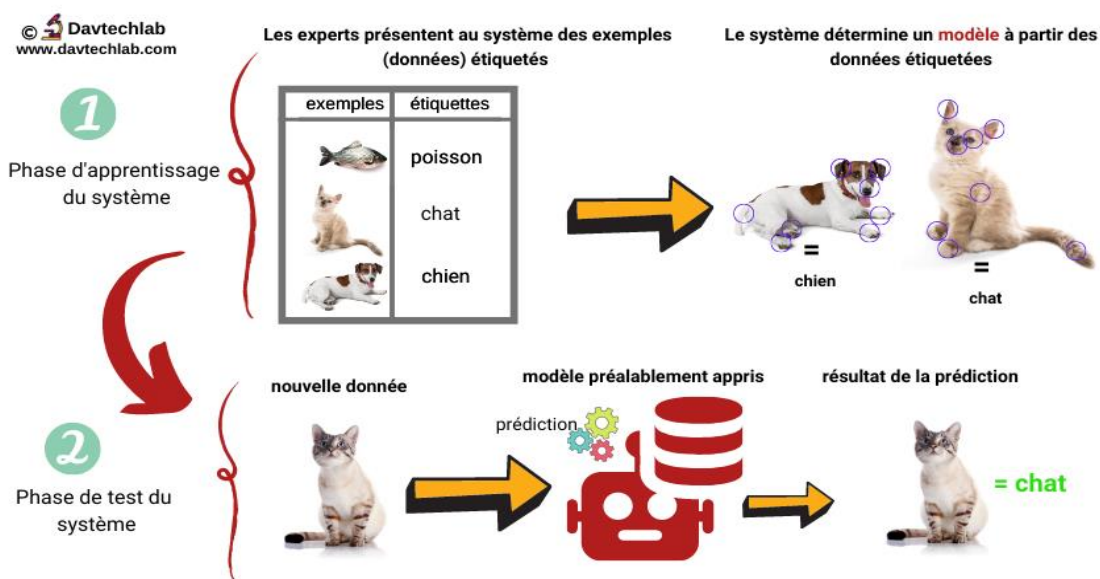 © Davtechlab
www.davtechlab.com
Les experts présentent au système des exemples
(données) étiquetés
Le système détermine un modèle à partir des
données étiquetées
1
Phase d'apprentissage
du système
exemples étiquettes
poisson
chat
chien
=
chien
=
chat
nouvelle donnée
modèle préalablement appris
résultat de la prédiction
prédiction
2
Phase de test du
système
= chat